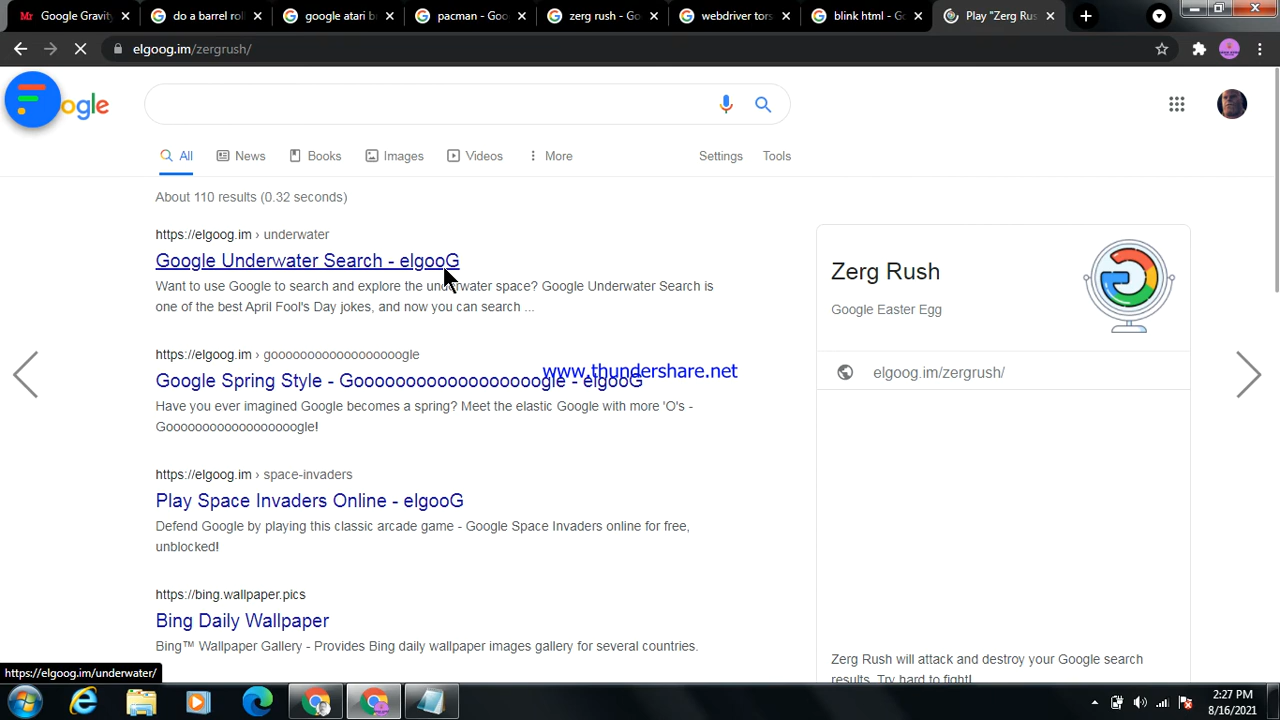 Google Gravity
do a barrel roll
google atari b
pacman - Goo
zerg rush - Go
webdriver tors
blink html - G
Play "Zerg Rus
elgoog.im/zergrush/
ogle
All
News
Books
Images
Videos
More
Settings
Tools
About 110 results (0.32 seconds)
https://elgoog.im › underwater
Google Underwater Search - elgooG
Want to use Google to search and explore the underwater space? Google Underwater Search is
one of the best April Fool's Day jokes, and now you can search ...
https://elgoog.im › goooooooooooooooooogle
Google Spring Style - Goooooooooooooooooogle - elgooG
Have you ever imagined Google becomes a spring? Meet the elastic Google with more 'O's -
Goooooooooooooooooogle!
www.thundershare.net
https://elgoog.im › space-invaders
Play Space Invaders Online - elgooG
Defend Google by playing this classic arcade game - Google Space Invaders online for free,
unblocked!
https://bing.wallpaper.pics
Bing Daily Wallpaper
Bing™ Wallpaper Gallery - Provides Bing daily wallpaper images gallery for several countries.
Zerg Rush
Google Easter Egg
elgoog.im/zergrush/
Zerg Rush will attack and destroy your Google search
results. Try hard to fight!
https://elgoog.im/underwater/
2:27 PM
8/16/2021